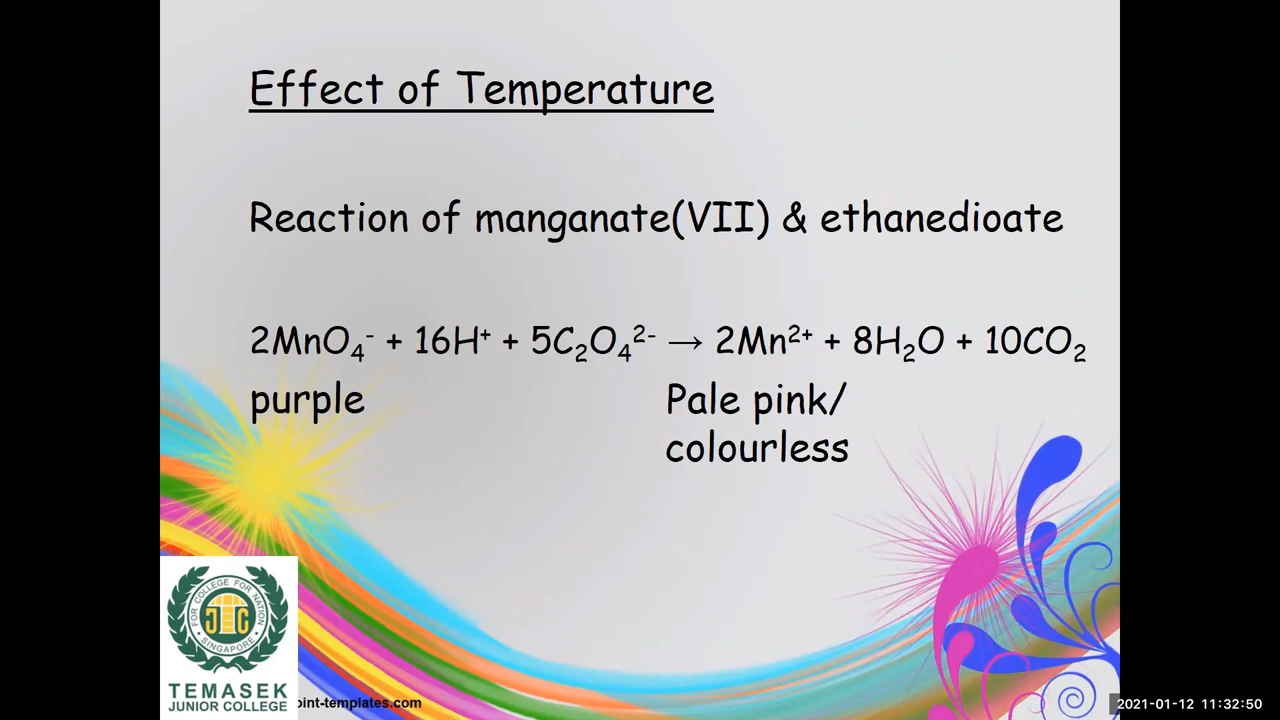 Effect of Temperature
Reaction of manganate(VII) & ethanedioate
2MnO₄⁻ + 16H⁺ + 5C₂O₄²⁻ → 2Mn²⁺ + 8H₂O + 10CO₂
purple
Pale pink/
colourless
FOR COLLEGE FOR NATION
TJC
SINGAPORE
TEMASEK
JUNIOR COLLEGE
oint-templates.com
2021-01-12 11:32:50